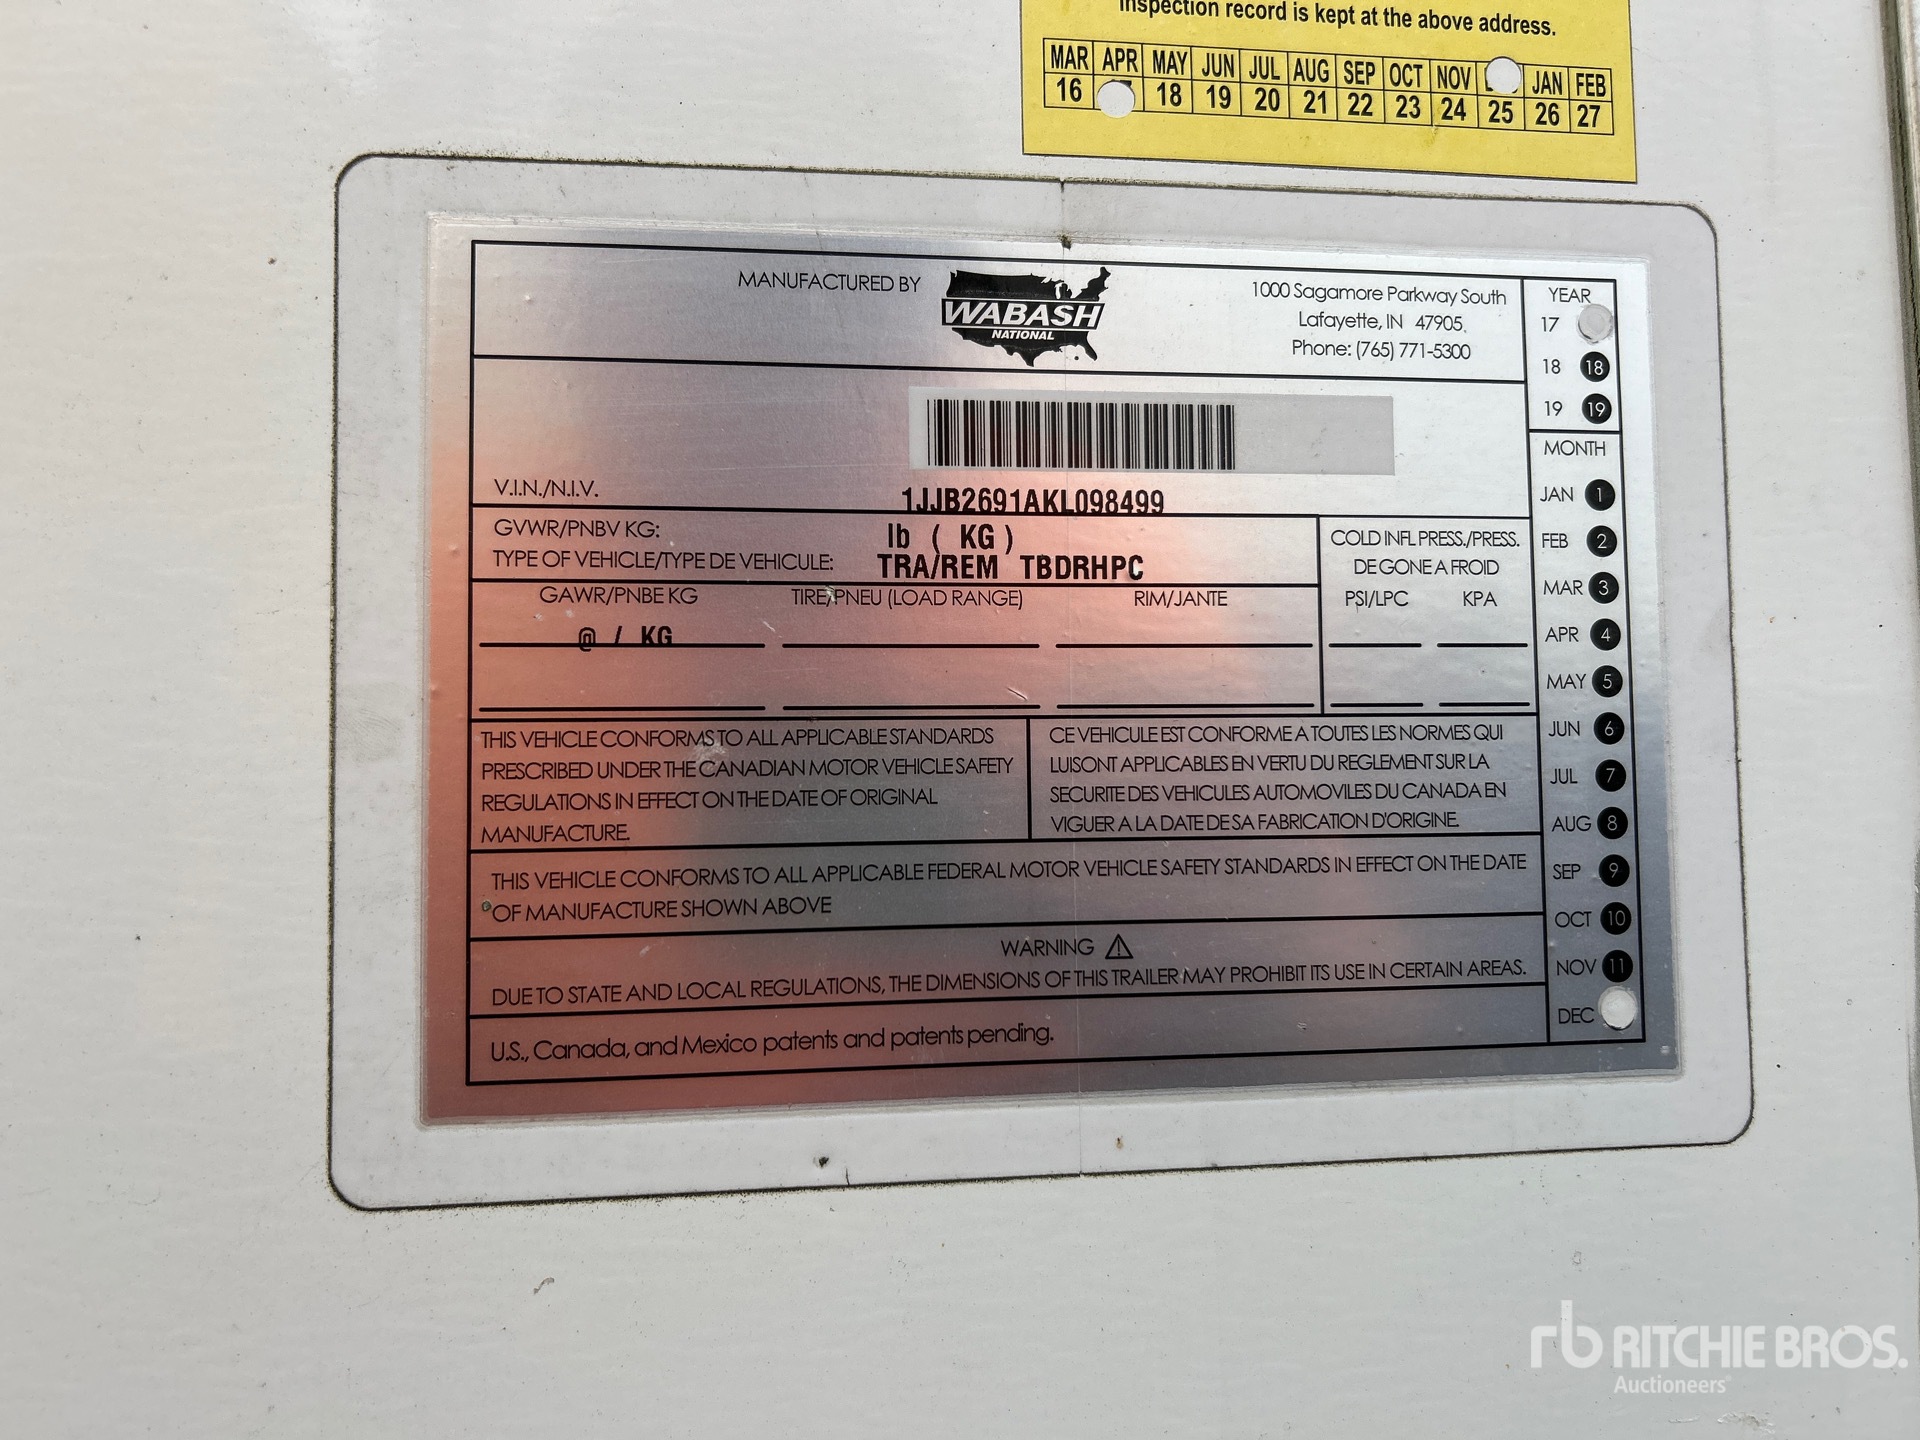 Inspection record is kept at the above address.
MAR APR MAY JUN JUL AUG SEP OCT NOV JAN FEB
16 18 19 20 21 22 23 24 25 26 27
MANUFACTURED BY
WABASH
NATIONAL
1000 Sagamore Parkway South
Lafayette, IN 47905
Phone: (765) 771-5300
YEAR
17
18 18
19 19
MONTH
JAN 1
FEB 2
MAR 3
APR 4
MAY 5
JUN 6
JUL 7
AUG 8
SEP 9
OCT 10
NOV 11
DEC
V.I.N./N.I.V. 1JJB2691AKL098499
GVWR/PNBV KG: lb ( KG )
TYPE OF VEHICLE/TYPE DE VEHICULE: TRA/REM TBDRHPC
COLD INFL PRESS./PRESS.
DE GONE A FROID
GAWR/PNBE KG TIRE/PNEU (LOAD RANGE) RIM/JANTE PSI/LPC KPA
@ / KG
THIS VEHICLE CONFORMS TO ALL APPLICABLE STANDARDS
PRESCRIBED UNDER THE CANADIAN MOTOR VEHICLE SAFETY
REGULATIONS IN EFFECT ON THE DATE OF ORIGINAL
MANUFACTURE.
CE VEHICULE EST CONFORME A TOUTES LES NORMES QUI
LUI SONT APPLICABLES EN VERTU DU REGLEMENT SUR LA
SECURITE DES VEHICULES AUTOMOVILES DU CANADA EN
VIGUER A LA DATE DE SA FABRICATION D'ORIGINE.
THIS VEHICLE CONFORMS TO ALL APPLICABLE FEDERAL MOTOR VEHICLE SAFETY STANDARDS IN EFFECT ON THE DATE
OF MANUFACTURE SHOWN ABOVE
WARNING
DUE TO STATE AND LOCAL REGULATIONS, THE DIMENSIONS OF THIS TRAILER MAY PROHIBIT ITS USE IN CERTAIN AREAS.
U.S., Canada, and Mexico patents and patents pending.
rb RITCHIE BROS.
Auctioneers